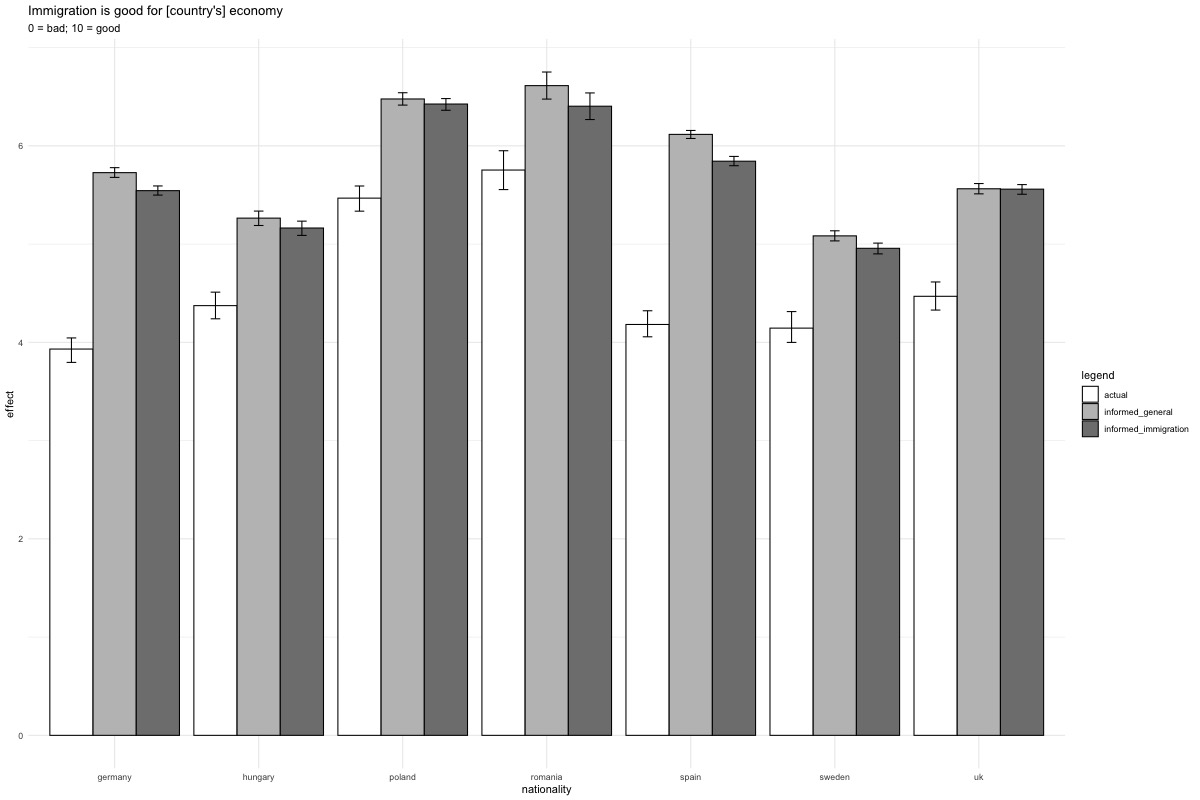 Immigration is good for [country's] economy
0 = bad; 10 = good
effect
6
4
2
0
germany
hungary
poland
romania
spain
sweden
uk
nationality
legend
actual
informed_general
informed_immigration